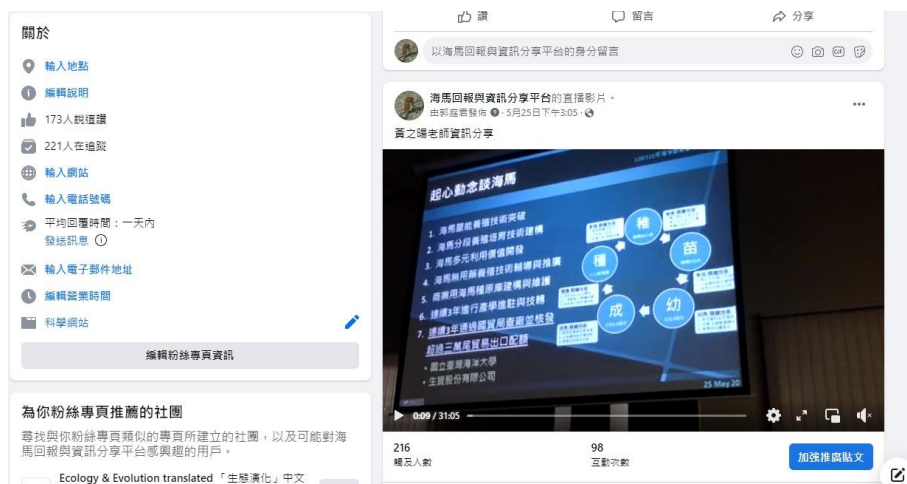 關於
輸入地點
編輯說明
173人說這讚
221人在追蹤
輸入網站
輸入電話號碼
平均回覆時間：一天內
發送訊息
輸入電子郵件地址
編輯營業時間
科學網站
編輯粉絲專頁資訊
為你粉絲專頁推薦的社團
尋找與你粉絲專頁類似的專頁所建立的社團，以及可能對海
馬回報與資訊分享平台感興趣的用戶。
Ecology & Evolution translated「生態演化」中文
讚
留言
分享
以海馬回報與資訊分享平台的身分留言
GIF
海馬回報與資訊分享平台的直播影片。
由郭庭君發佈 · 5月25日下午3:05 ·
黃之暘老師資訊分享
起心動念談海馬
1. 海馬關鍵養殖技術突破
2. 海馬分段養殖培育技術建構
3. 海馬多元利用價值開發
4. 海馬無用藥養殖技術輔導與推廣
5. 商業用海馬種原庫建構與維護
6. 連續3年進行產學進駐與技轉
7. 連續3年通過國貿局查廠並核發
超過三萬尾貿易出口配額
• 國立臺灣海洋大學
• 生寶股份有限公司
稚
苗
幼
成
種
25 May 20
0:09 / 31:05
216
觸及人數
98
互動次數
加強推廣貼文